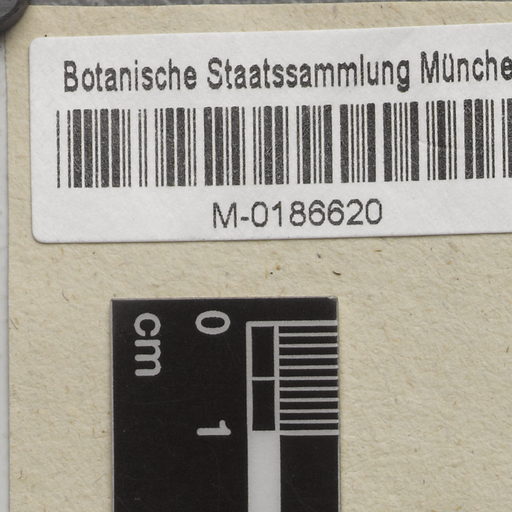 Botanische Staatssammlung Münche
M-0186620
cm
0
1